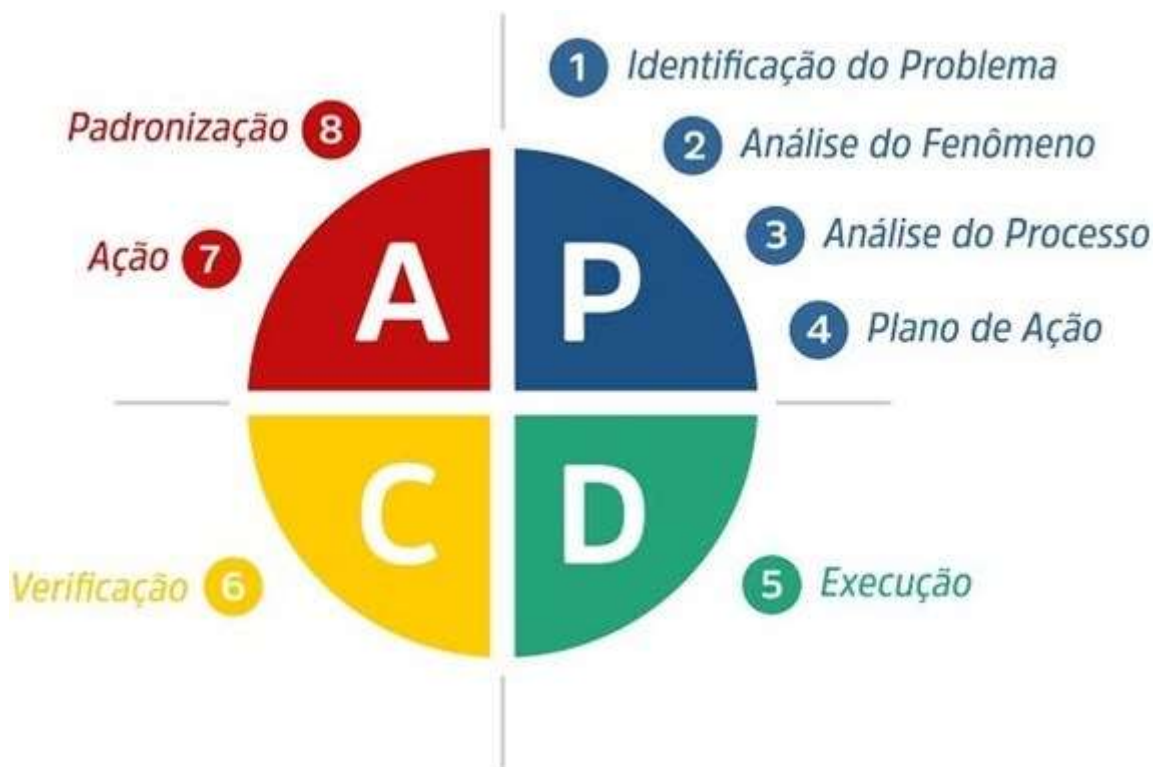 1 Identificação do Problema
2 Análise do Fenômeno
3 Análise do Processo
4 Plano de Ação
5 Execução
6 Verificação
7 Ação
8 Padronização
A P
C D